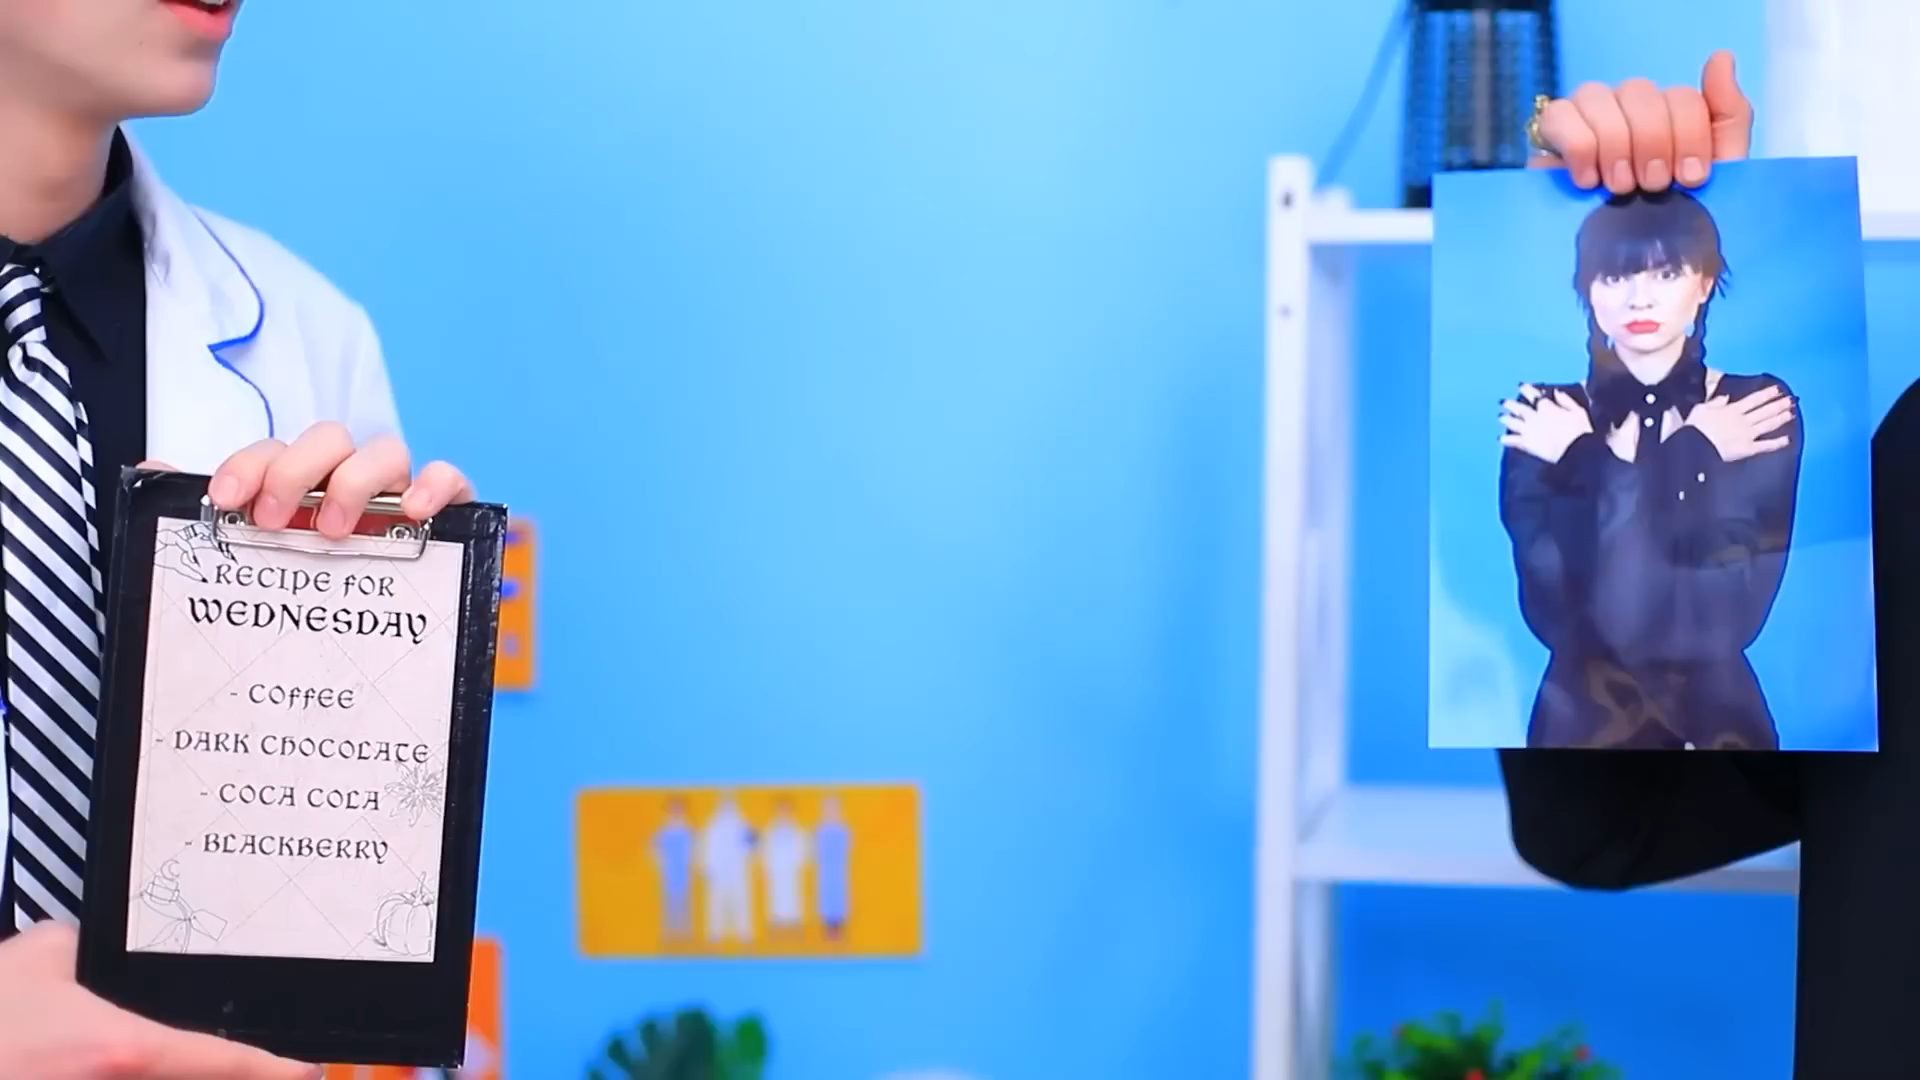 RECIPE FOR
WEDNESDAY
- COFFEE
- DARK CHOCOLATE
- COCA COLA
- BLACKBERRY